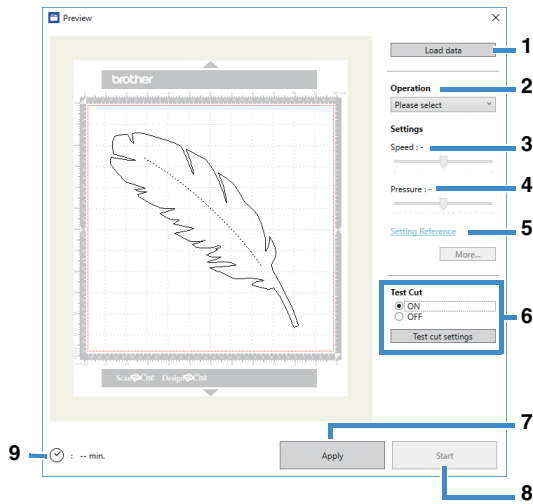 Preview
Load data
1
Operation
2
Please select
Settings
Speed : -
3
Pressure : -
4
Setting Reference
5
More...
Test Cut
ON
OFF
6
Test cut settings
brother
ScanNCut DesignNCut
7
9
: -- min.
Apply
Start
8